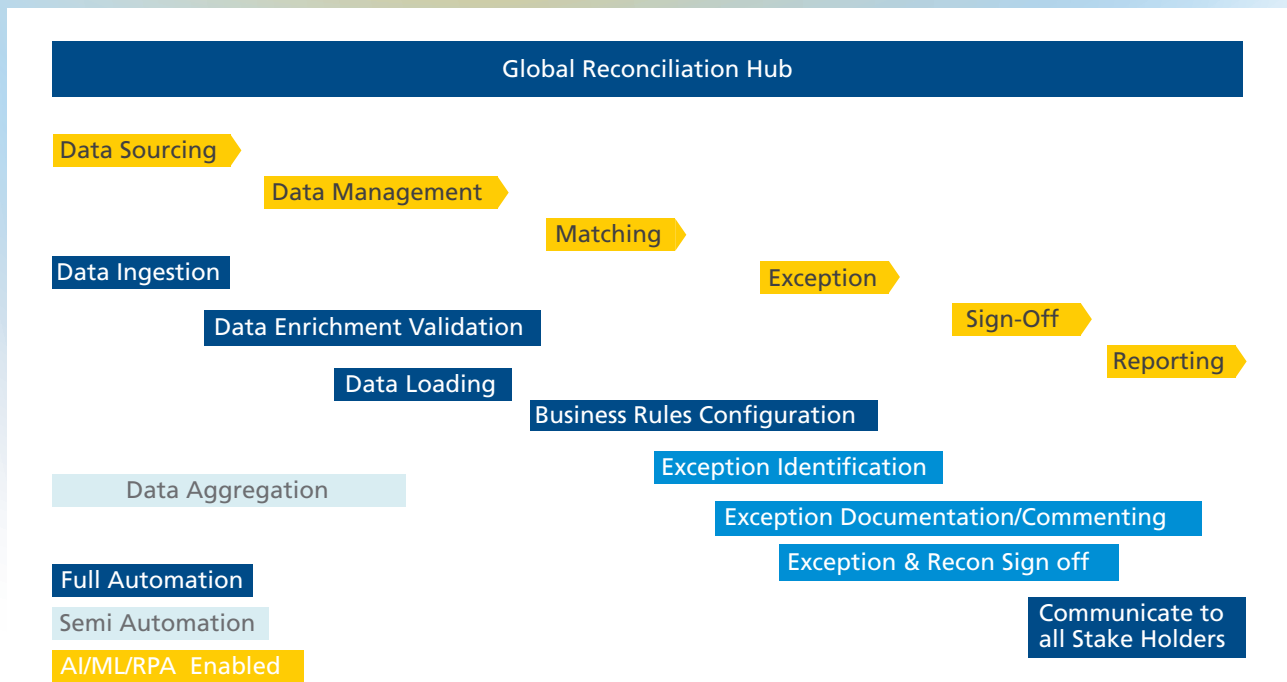 Global Reconciliation Hub
Data Sourcing
Data Management
Matching
Data Ingestion
Exception
Sign-Off
Data Enrichment Validation
Reporting
Data Loading
Business Rules Configuration
Exception Identification
Data Aggregation
Exception Documentation/Commenting
Exception & Recon Sign off
Full Automation
Semi Automation
Communicate to
all Stake Holders
AI/ML/RPA Enabled